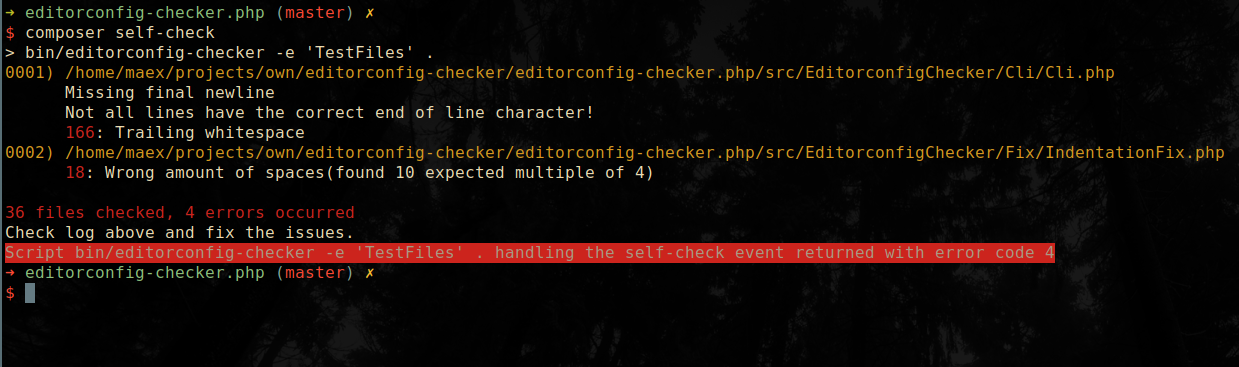 ➜ editorconfig-checker.php (master) ✗
$ composer self-check
> bin/editorconfig-checker -e 'TestFiles' .
0001) /home/maex/projects/own/editorconfig-checker/editorconfig-checker.php/src/EditorconfigChecker/Cli/Cli.php
Missing final newline
Not all lines have the correct end of line character!
166: Trailing whitespace
0002) /home/maex/projects/own/editorconfig-checker/editorconfig-checker.php/src/EditorconfigChecker/Fix/IndentationFix.php
18: Wrong amount of spaces(found 10 expected multiple of 4)
36 files checked, 4 errors occurred
Check log above and fix the issues.
Script bin/editorconfig-checker -e 'TestFiles' . handling the self-check event returned with error code 4
➜ editorconfig-checker.php (master) ✗
$